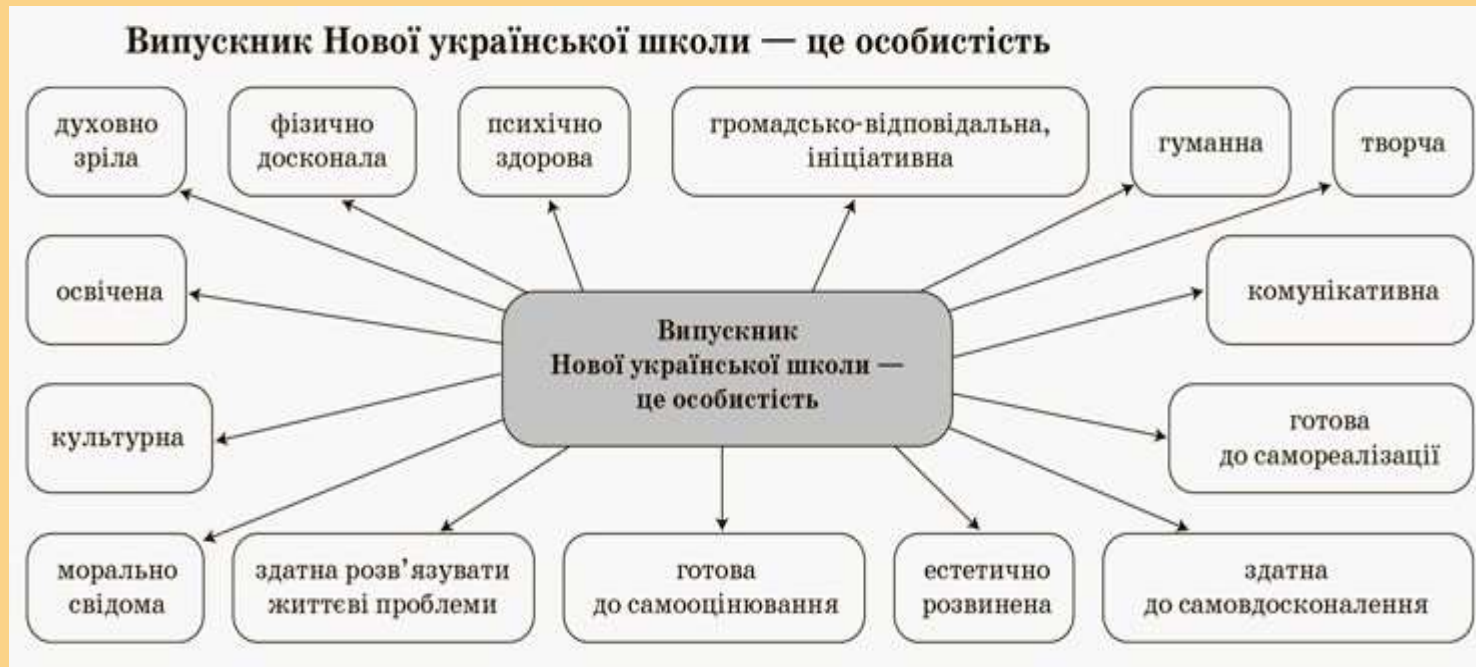 Випускник Нової української школи — це особистість
духовно
зріла
фізично
досконала
психічно
здорова
громадсько-відповідальна,
ініціативна
гуманна
творча
освічена
комунікативна
Випускник
Нової української школи —
це особистість
культурна
готова
до самореалізації
морально
свідома
здатна розв’язувати
життєві проблеми
готова
до самооцінювання
естетично
розвинена
здатна
до самовдосконалення